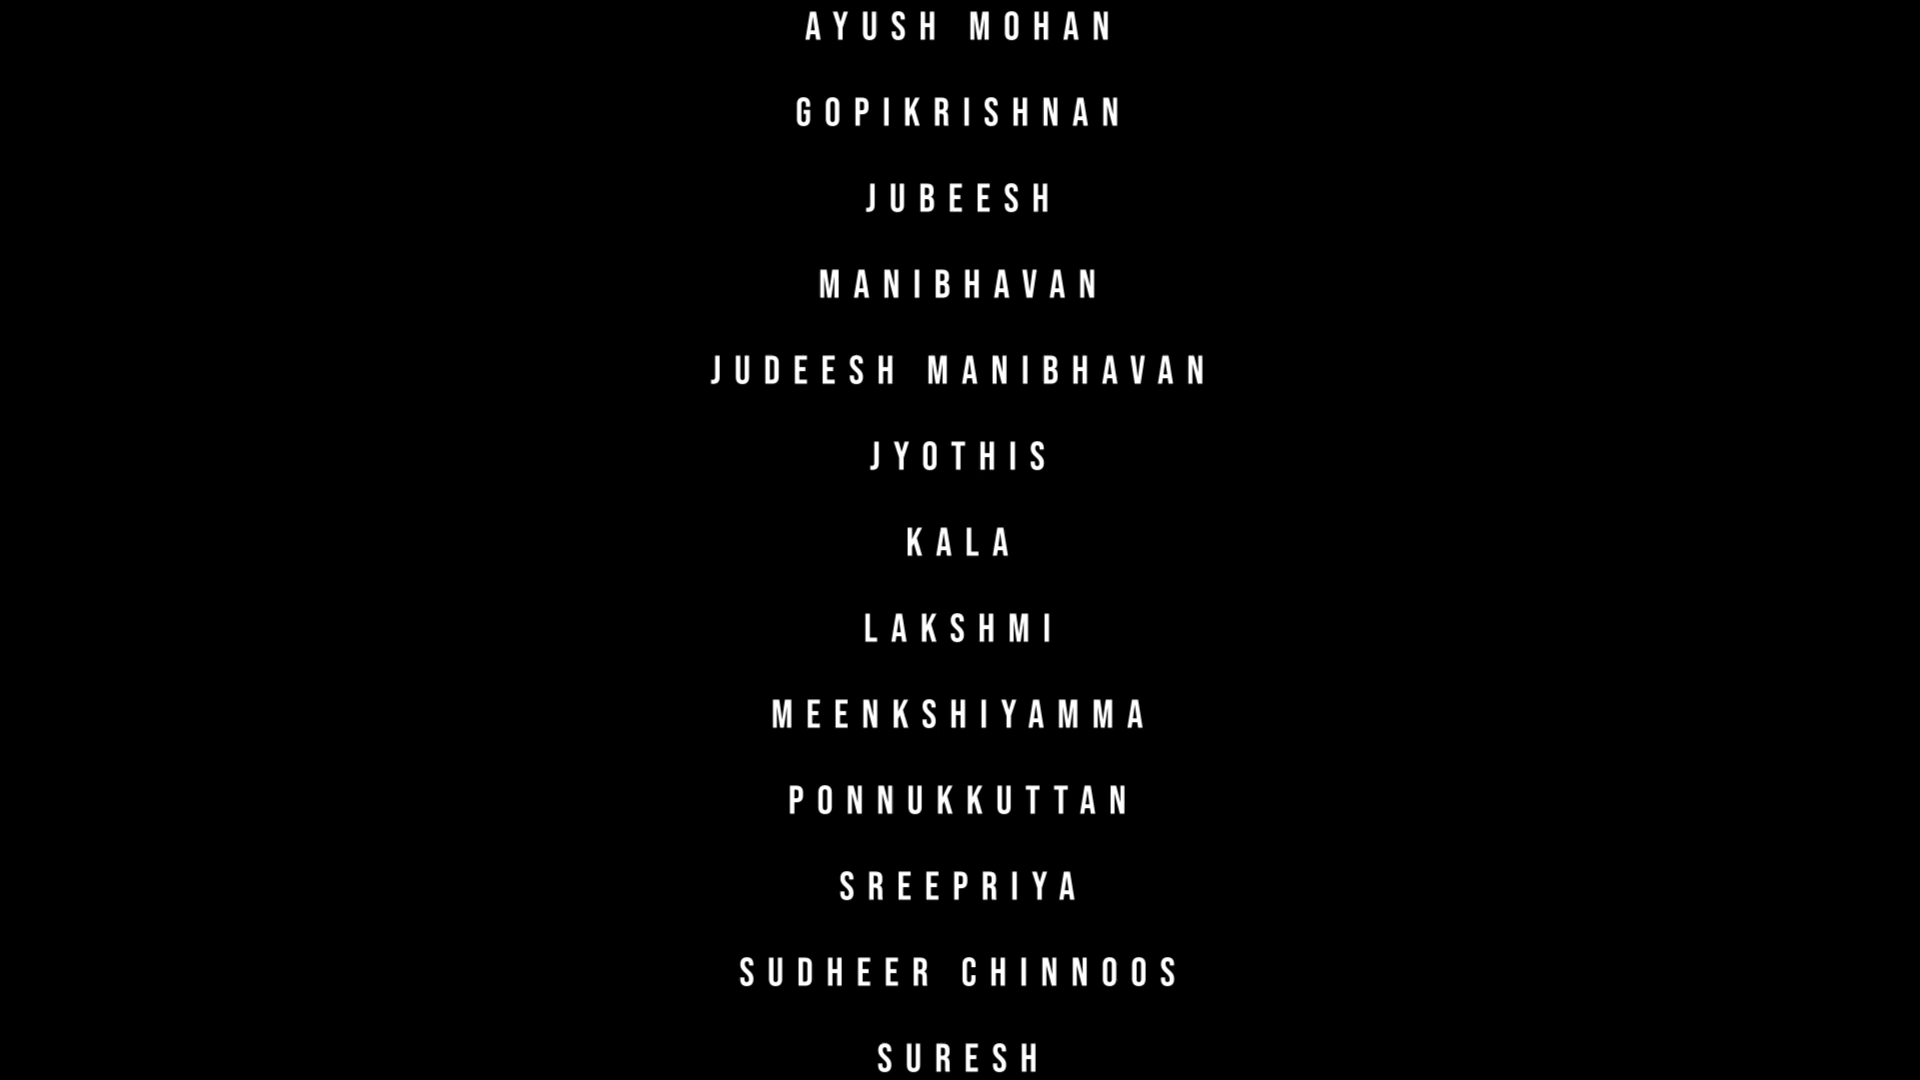 AYUSH MOHAN
GOPIKRISHNAN
JUBEESH
MANIBHAVAN
JUDEESH MANIBHAVAN
JYOTHIS
KALA
LAKSHMI
MEENKSHIYAMMA
PONNUKKUTTAN
SREEPRIYA
SUDHEER CHINNOOS
SURESH